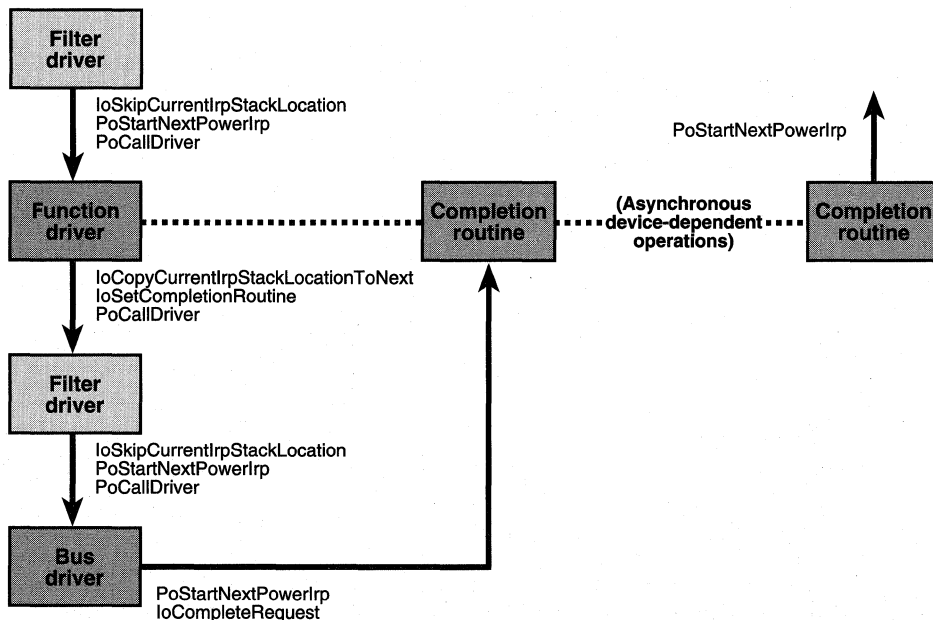 Filter
driver
IoSkipCurrentIrpStackLocation
PoStartNextPowerIrp
PoCallDriver
PoStartNextPowerIrp
Function
driver
Completion
routine
(Asynchronous
device-dependent
operations)
Completion
routine
IoCopyCurrentIrpStackLocationToNext
IoSetCompletionRoutine
PoCallDriver
Filter
driver
IoSkipCurrentIrpStackLocation
PoStartNextPowerIrp
PoCallDriver
Bus
driver
PoStartNextPowerIrp
IoCompleteRequest